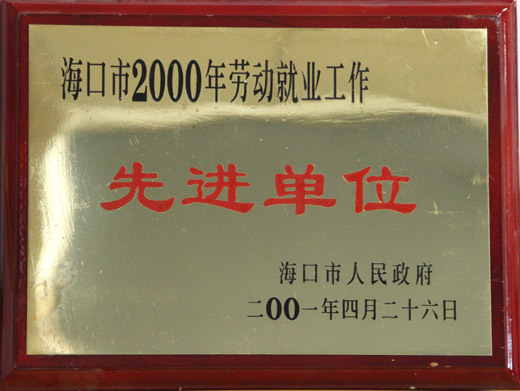 海口市2000年劳动就业工作
先进单位
海口市人民政府
二00一年四月二十六日